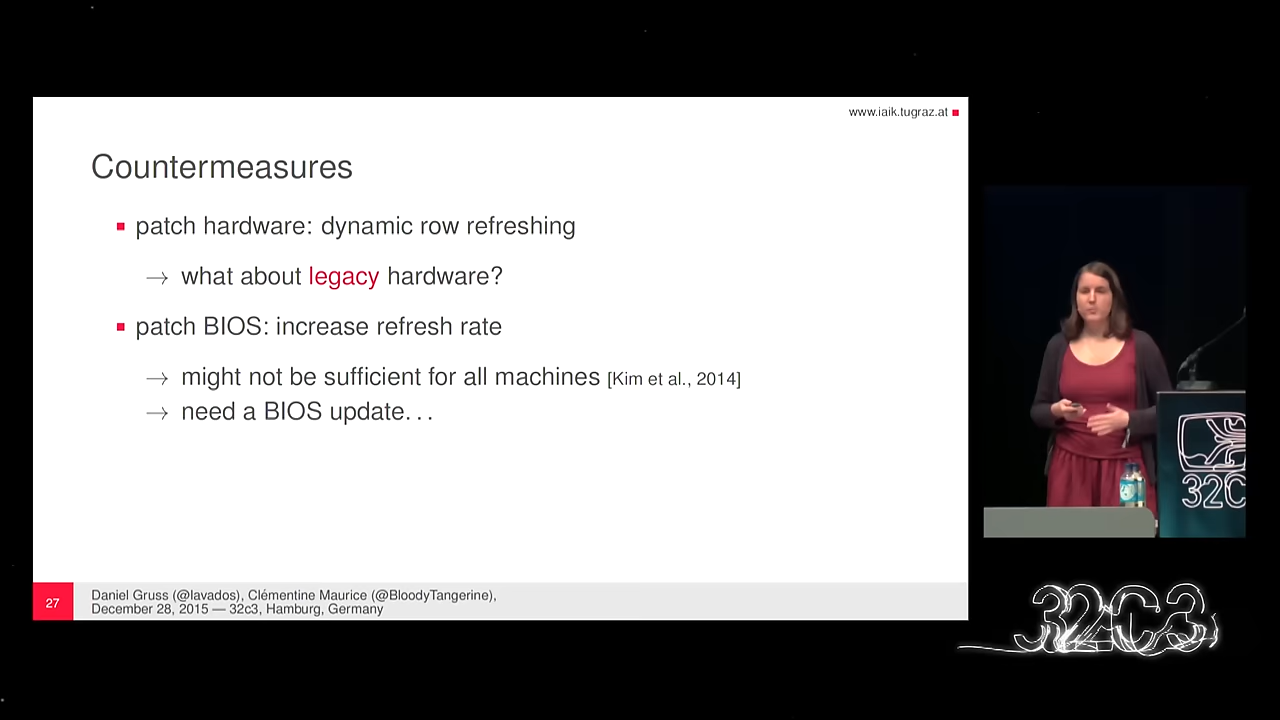 www.iaik.tugraz.at
Countermeasures
patch hardware: dynamic row refreshing
→ what about legacy hardware?
patch BIOS: increase refresh rate
→ might not be sufficient for all machines [Kim et al., 2014]
→ need a BIOS update...
27
Daniel Gruss (@lavados), Clémentine Maurice (@BloodyTangerine),
December 28, 2015 — 32c3, Hamburg, Germany
32C
32C3